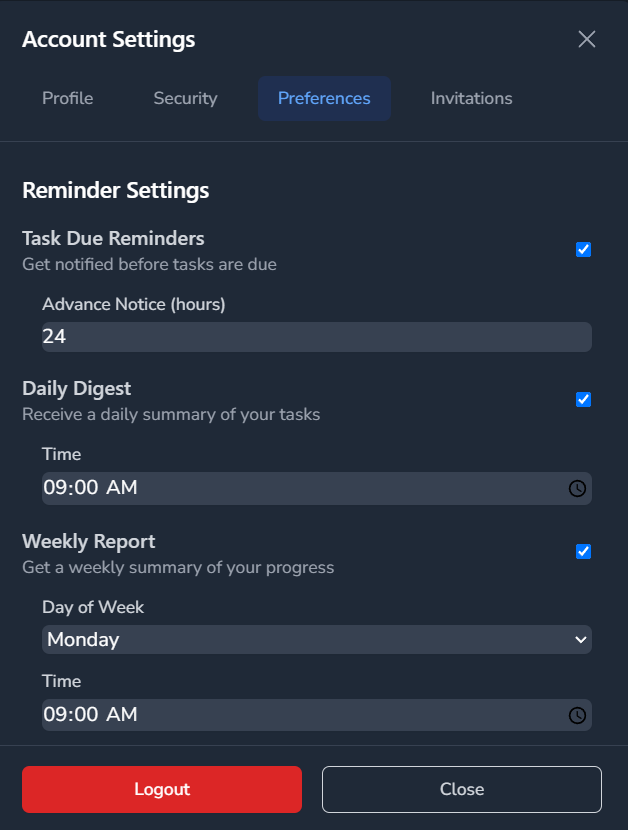 Account Settings
Profile Security Preferences Invitations
Reminder Settings
Task Due Reminders
Get notified before tasks are due
Advance Notice (hours)
24
Daily Digest
Receive a daily summary of your tasks
Time
09:00 AM
Weekly Report
Get a weekly summary of your progress
Day of Week
Monday
Time
09:00 AM
Logout Close